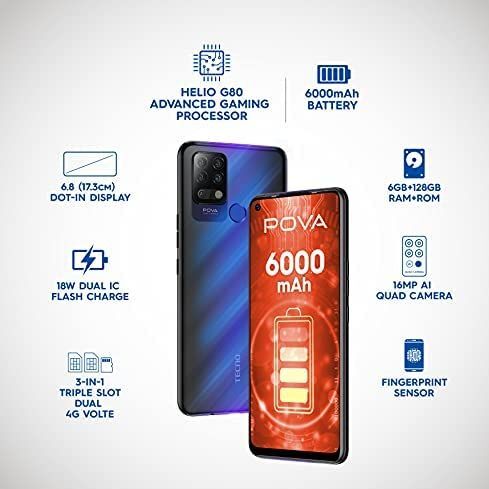 HELIO G80
ADVANCED GAMING
PROCESSOR
6000mAh
BATTERY
6.8 (17.3CM)
DOT-IN DISPLAY
6GB+128GB
RAM+ROM
18W DUAL IC
FLASH CHARGE
16MP AI
QUAD CAMERA
3-IN-1
TRIPLE SLOT
DUAL
4G VOLTE
FINGERPRINT
SENSOR
POVA
TECNO
POVA
6000
mAh